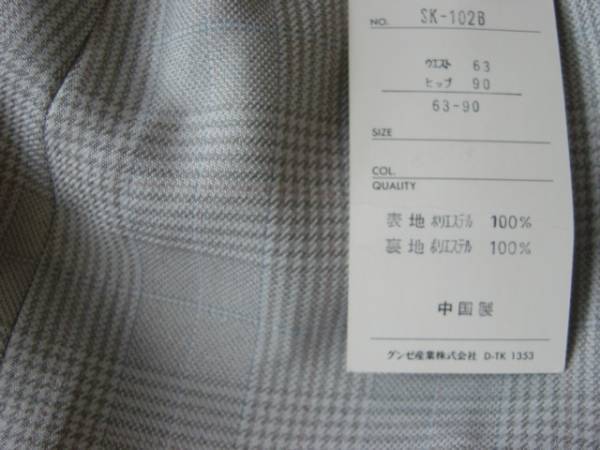 NO. SK-102B
ウエスト 63
ヒップ 90
63-90
SIZE
COL.
QUALITY
表地 ポリエステル 100%
裏地 ポリエステル 100%
中国製
グンゼ産業株式会社 D-TK 1353